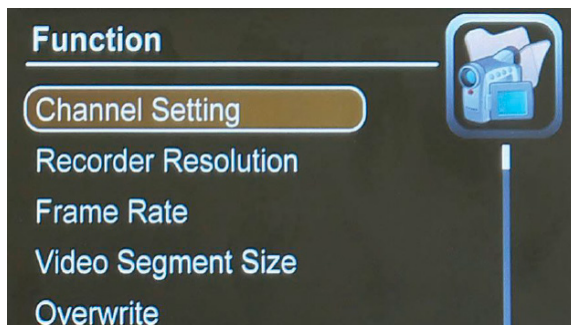 Function
Channel Setting
Recorder Resolution
Frame Rate
Video Segment Size
Overwrite